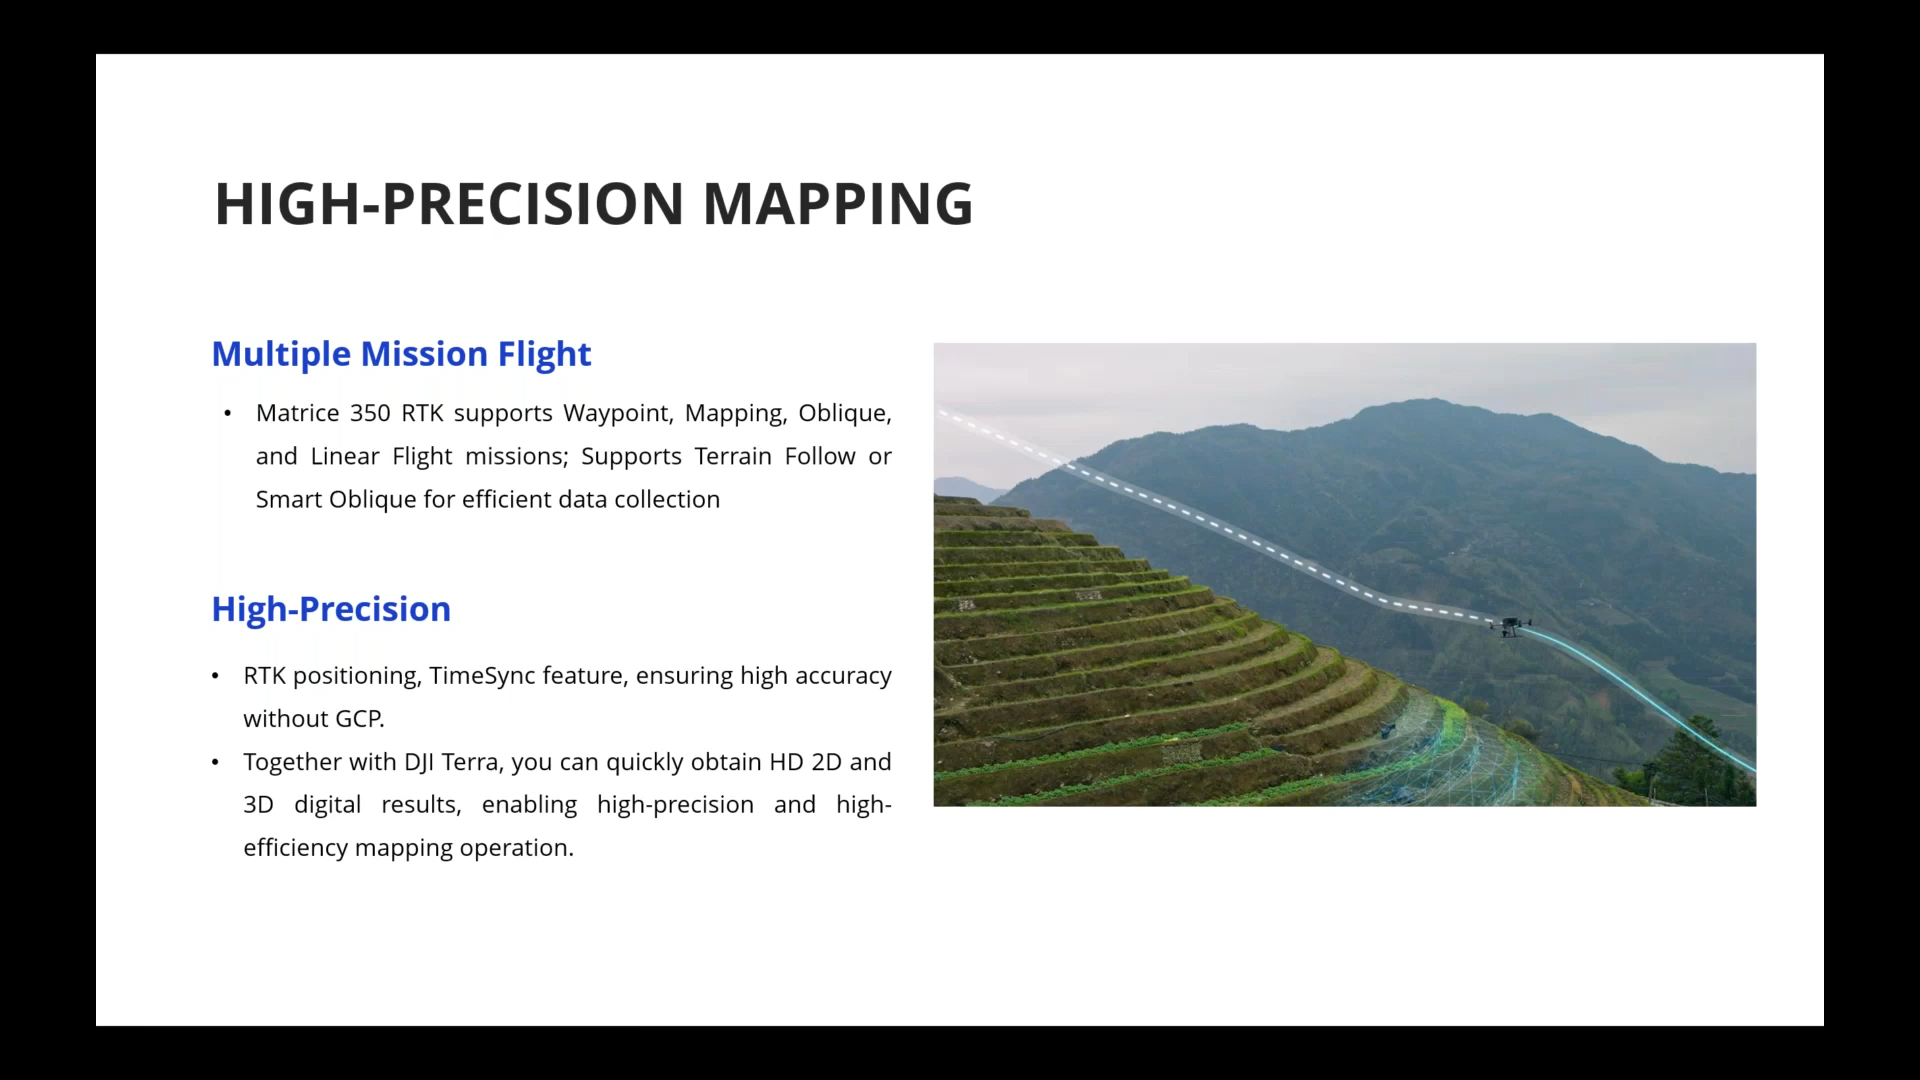 HIGH-PRECISION MAPPING
Multiple Mission Flight
• Matrice 350 RTK supports Waypoint, Mapping, Oblique,
and Linear Flight missions; Supports Terrain Follow or
Smart Oblique for efficient data collection
High-Precision
• RTK positioning, TimeSync feature, ensuring high accuracy
without GCP.
• Together with DJI Terra, you can quickly obtain HD 2D and
3D digital results, enabling high-precision and high-
efficiency mapping operation.